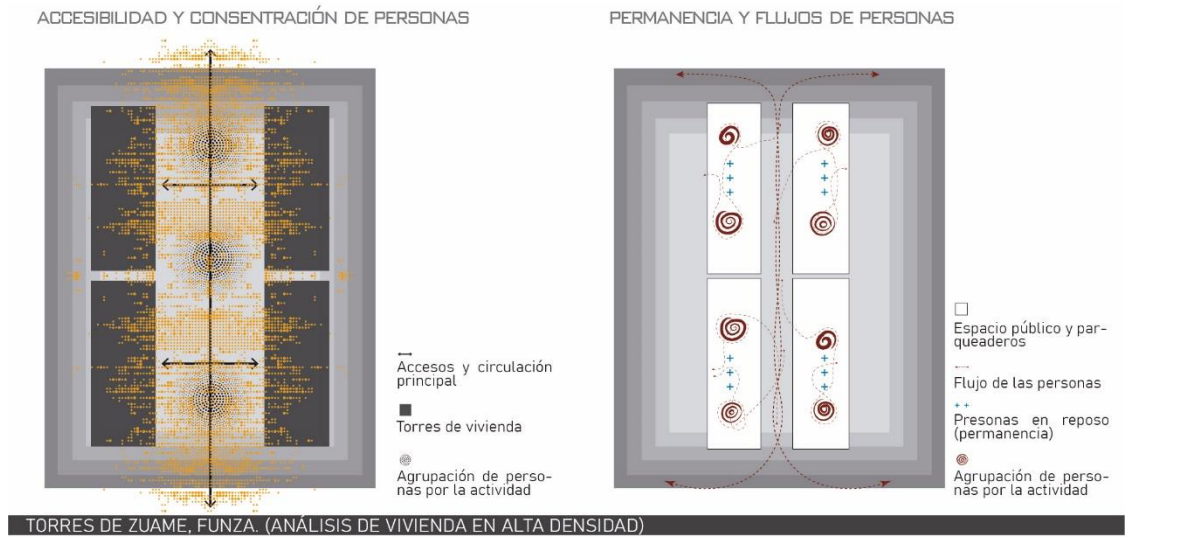 ACCESIBILIDAD Y CONSENTRACIÓN DE PERSONAS
Accesos y circulación
principal
Torres de vivienda
Agrupación de perso-
nas por la actividad
PERMANENCIA Y FLUJOS DE PERSONAS
Espacio público y par-
queaderos
Flujo de las personas
Presonas en reposo
(permanencia)
Agrupación de perso-
nas por la actividad
TORRES DE ZUAME, FUNZA. (ANÁLISIS DE VIVIENDA EN ALTA DENSIDAD)